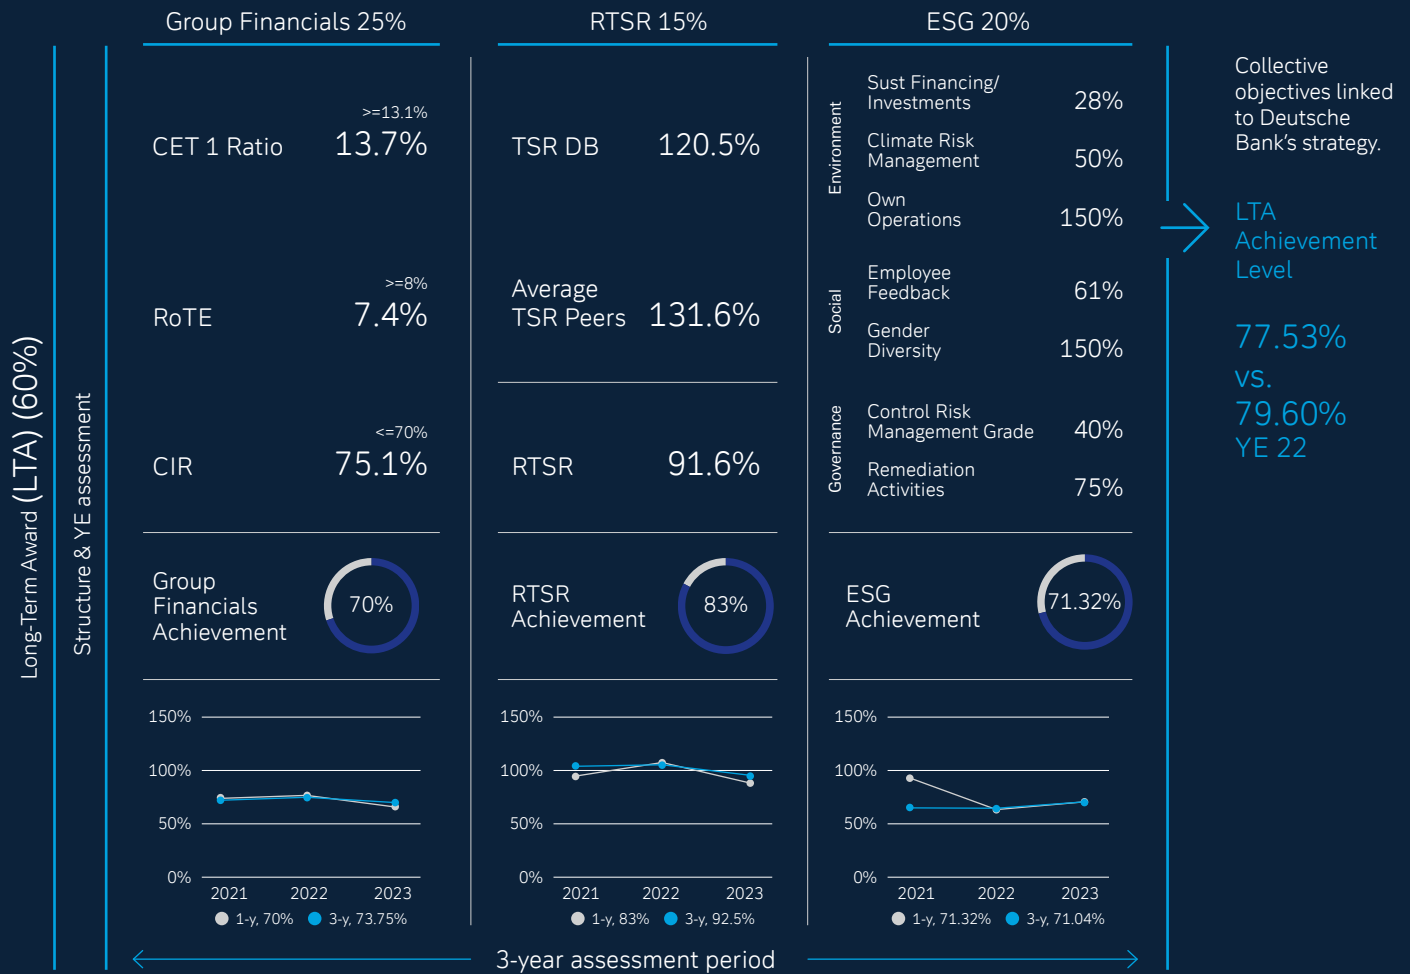 Group Financials 25%
RTSR 15%
ESG 20%
Long-Term Award (LTA) (60%)
Structure & YE assessment
CET 1 Ratio
>=13.1%
13.7%
RoTE
>=8%
7.4%
CIR
<=70%
75.1%
Group
Financials
Achievement
70%
TSR DB
120.5%
Average
TSR Peers
131.6%
RTSR
91.6%
RTSR
Achievement
83%
Environment
Sust Financing/
Investments
28%
Climate Risk
Management
50%
Own
Operations
150%
Social
Employee
Feedback
61%
Gender
Diversity
150%
Governance
Control Risk
Management Grade
40%
Remediation
Activities
75%
ESG
Achievement
71.32%
Collective
objectives linked
to Deutsche
Bank’s strategy.
LTA
Achievement
Level
77.53%
vs.
79.60%
YE 22
150%
100%
50%
0%
2021 2022 2023
1-y, 70% 3-y, 73.75%
150%
100%
50%
0%
2021 2022 2023
1-y, 83% 3-y, 92.5%
150%
100%
50%
0%
2021 2022 2023
1-y, 71.32% 3-y, 71.04%
3-year assessment period